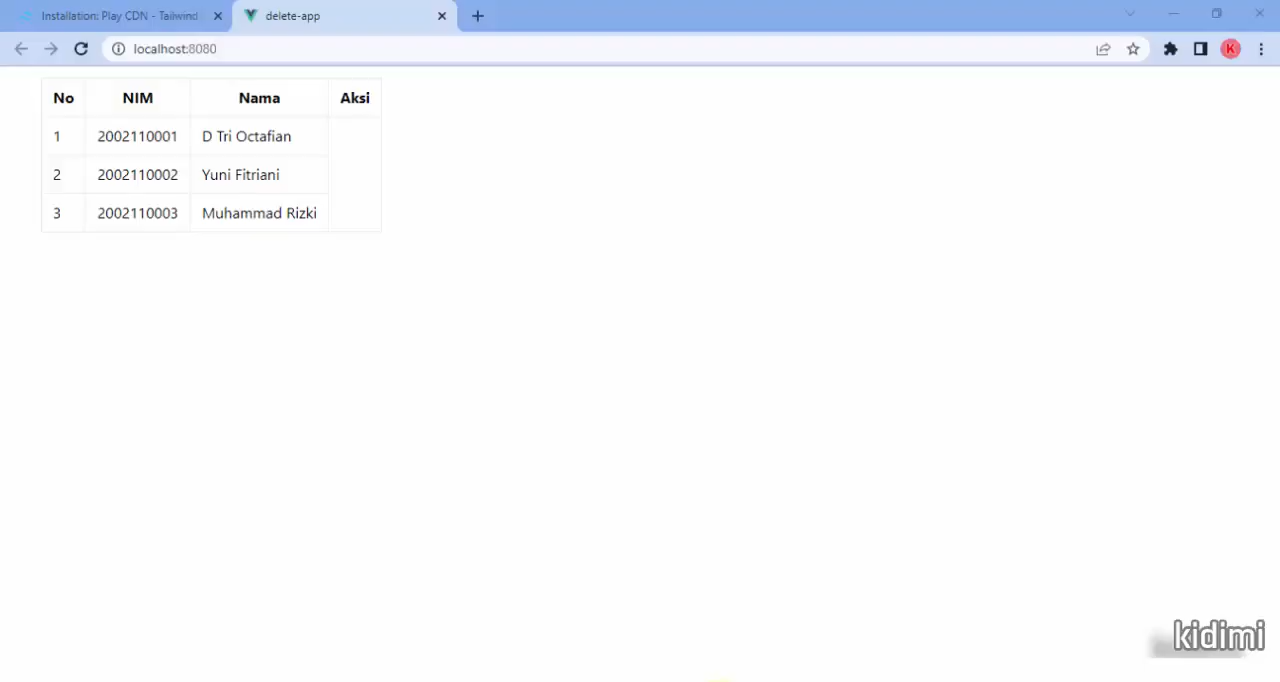 Installation: Play CDN - Tailwind
delete-app
localhost:8080
K
No NIM Nama Aksi
1 2002110001 D Tri Octafian
2 2002110002 Yuni Fitriani
3 2002110003 Muhammad Rizki
kidimi